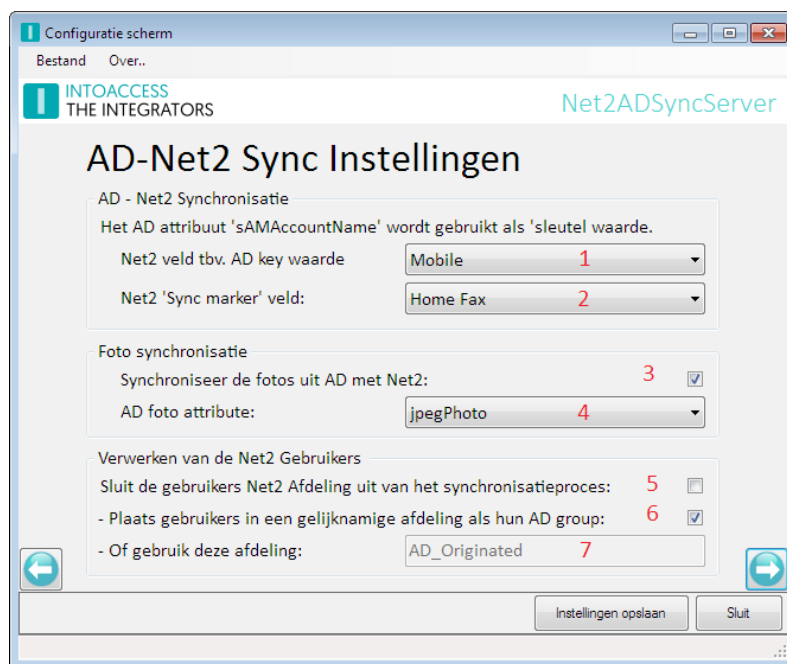 Configuratie scherm
Bestand Over..
INTOACCESS
THE INTEGRATORS
Net2ADSyncServer
AD-Net2 Sync Instellingen
AD - Net2 Synchronisatie
Het AD attribuut 'sAMAccountName' wordt gebruikt als 'sleutel waarde.
Net2 veld tbv. AD key waarde Mobile 1
Net2 'Sync marker' veld: Home Fax 2
Foto synchronisatie
Synchroniseer de fotos uit AD met Net2: 3
AD foto attribute: jpegPhoto 4
Verwerken van de Net2 Gebruikers
Sluit de gebruikers Net2 Afdeling uit van het synchronisatieproces: 5
- Plaats gebruikers in een gelijknamige afdeling als hun AD group: 6
- Of gebruik deze afdeling: AD_Originated 7
Instellingen opslaan Sluit